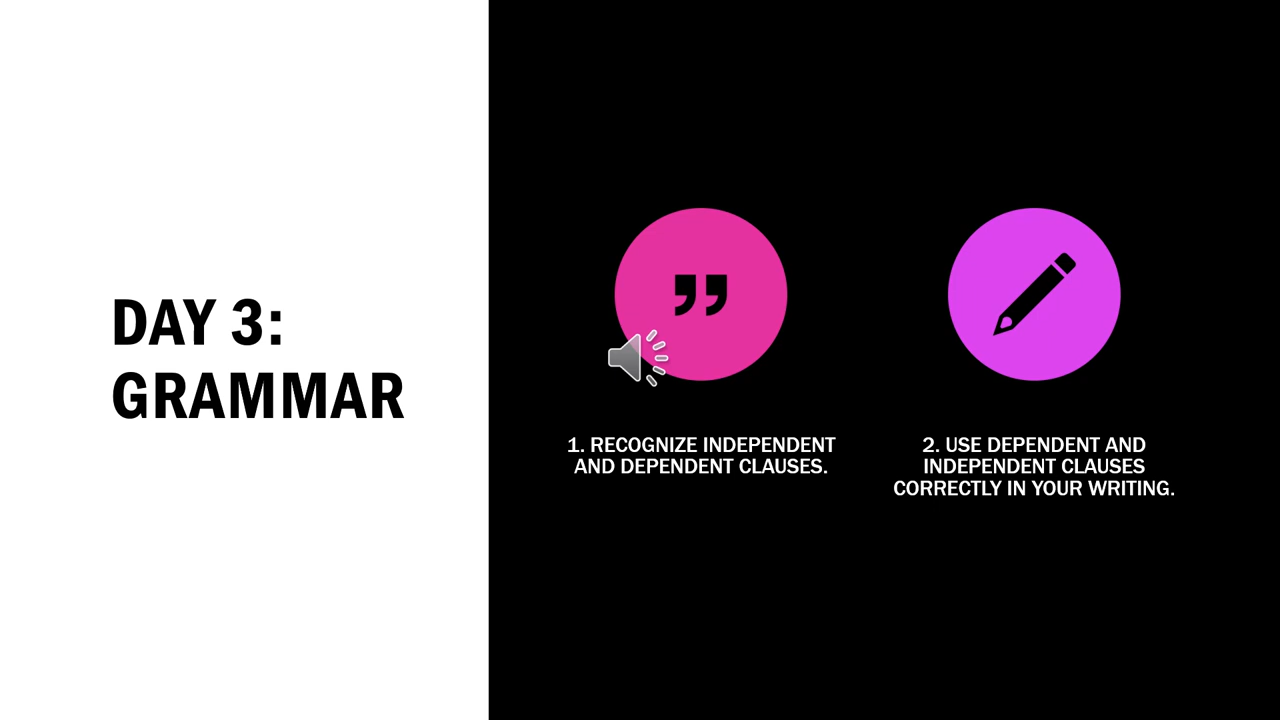 DAY 3:
GRAMMAR
1. RECOGNIZE INDEPENDENT
AND DEPENDENT CLAUSES.
2. USE DEPENDENT AND
INDEPENDENT CLAUSES
CORRECTLY IN YOUR WRITING.